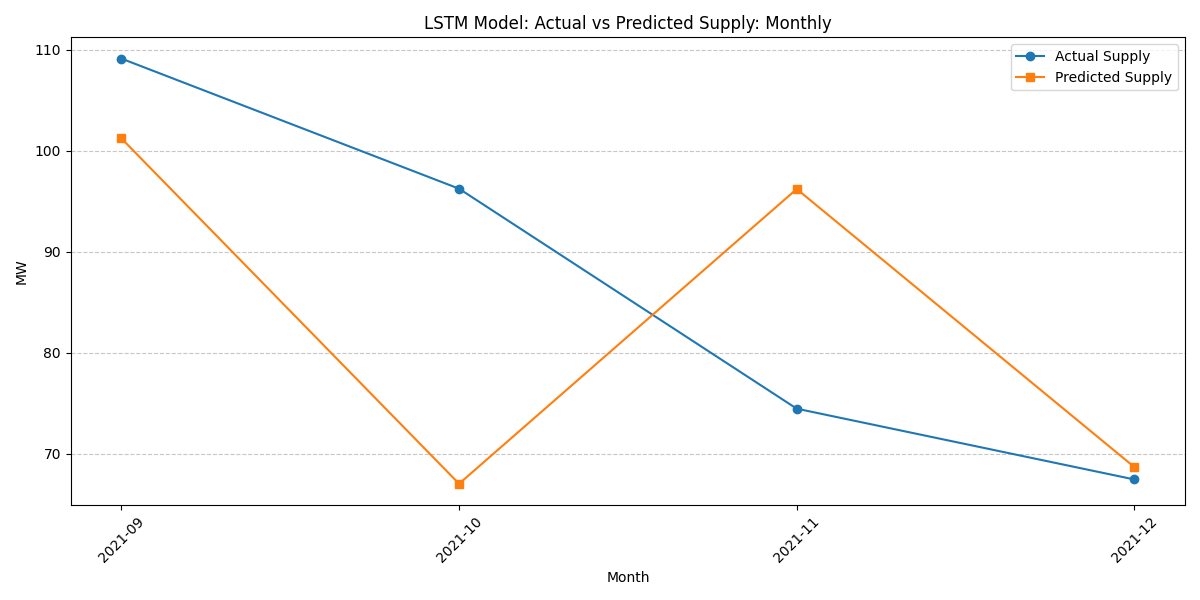 LSTM Model: Actual vs Predicted Supply: Monthly
Actual Supply
Predicted Supply
110
100
90
80
70
MW
2021-09
2021-10
2021-11
2021-12
Month